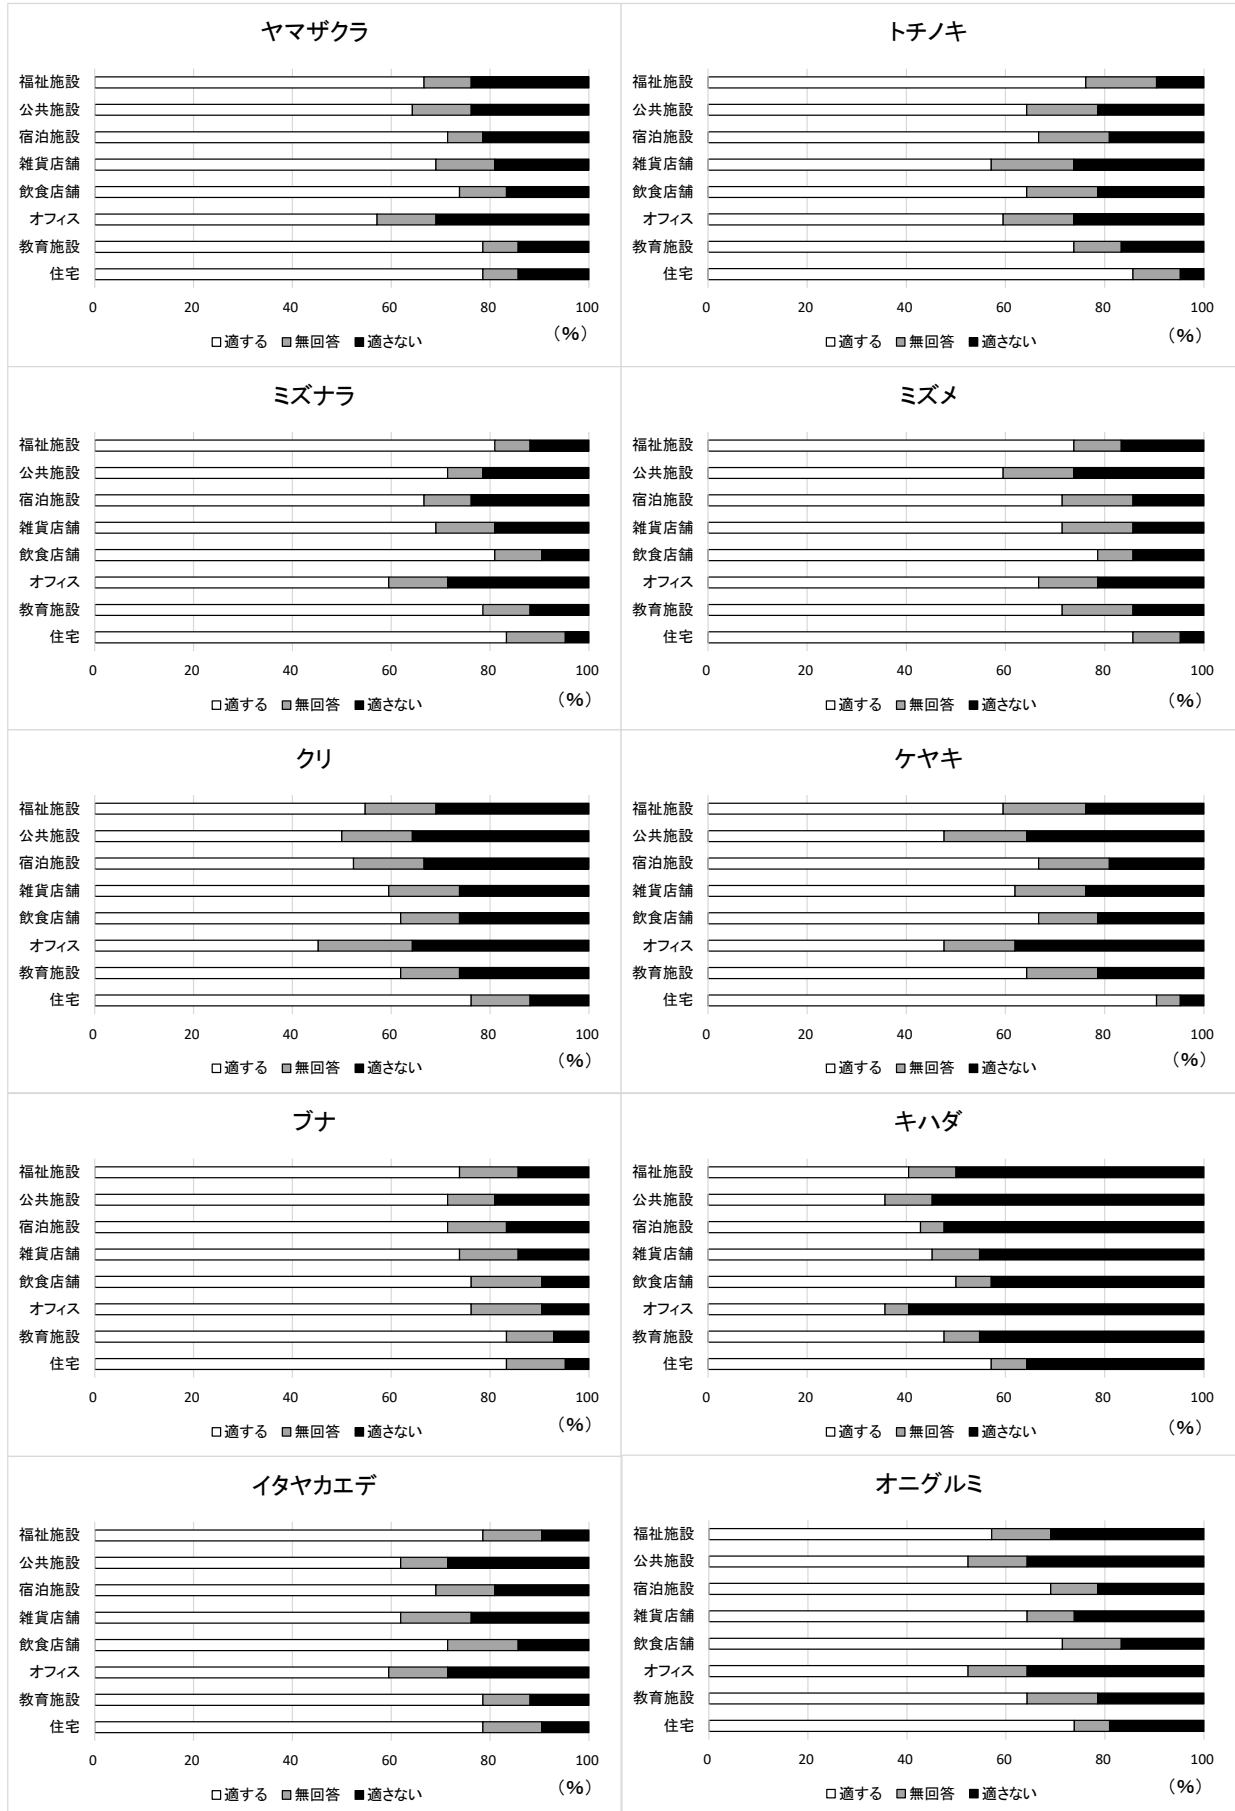 ヤマザクラ
福祉施設
公共施設
宿泊施設
雑貨店舗
飲食店舗
オフィス
教育施設
住宅
0 20 40 60 80 100
(%)
□適する ■無回答 ■適さない
トチノキ
福祉施設
公共施設
宿泊施設
雑貨店舗
飲食店舗
オフィス
教育施設
住宅
0 20 40 60 80 100
(%)
□適する ■無回答 ■適さない
ミズナラ
福祉施設
公共施設
宿泊施設
雑貨店舗
飲食店舗
オフィス
教育施設
住宅
0 20 40 60 80 100
(%)
□適する ■無回答 ■適さない
ミズメ
福祉施設
公共施設
宿泊施設
雑貨店舗
飲食店舗
オフィス
教育施設
住宅
0 20 40 60 80 100
(%)
□適する ■無回答 ■適さない
クリ
福祉施設
公共施設
宿泊施設
雑貨店舗
飲食店舗
オフィス
教育施設
住宅
0 20 40 60 80 100
(%)
□適する ■無回答 ■適さない
ケヤキ
福祉施設
公共施設
宿泊施設
雑貨店舗
飲食店舗
オフィス
教育施設
住宅
0 20 40 60 80 100
(%)
□適する ■無回答 ■適さない
ブナ
福祉施設
公共施設
宿泊施設
雑貨店舗
飲食店舗
オフィス
教育施設
住宅
0 20 40 60 80 100
(%)
□適する ■無回答 ■適さない
キハダ
福祉施設
公共施設
宿泊施設
雑貨店舗
飲食店舗
オフィス
教育施設
住宅
0 20 40 60 80 100
(%)
□適する ■無回答 ■適さない
イタヤカエデ
福祉施設
公共施設
宿泊施設
雑貨店舗
飲食店舗
オフィス
教育施設
住宅
0 20 40 60 80 100
(%)
□適する ■無回答 ■適さない
オニグルミ
福祉施設
公共施設
宿泊施設
雑貨店舗
飲食店舗
オフィス
教育施設
住宅
0 20 40 60 80 100
(%)
□適する ■無回答 ■適さない